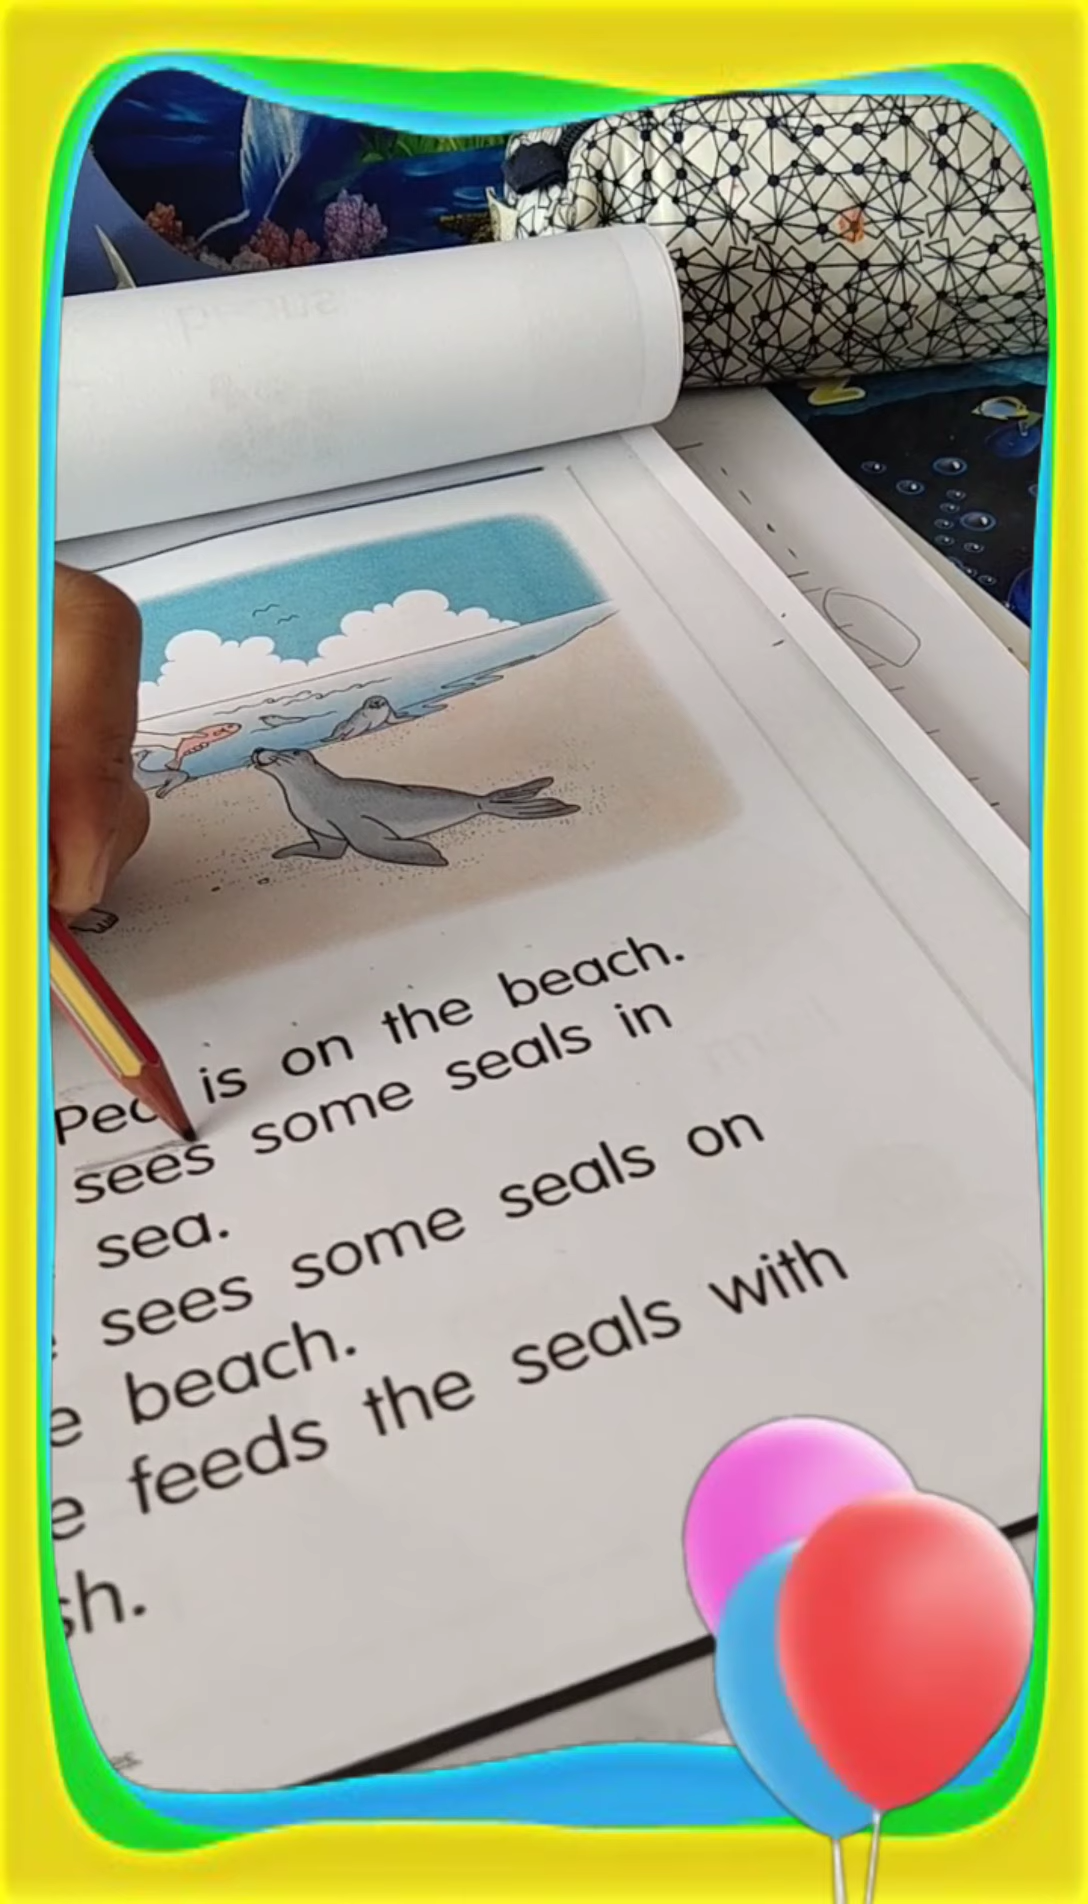 is on the beach.
sees some seals in
sea.
sees some seals on
beach.
feeds the seals with